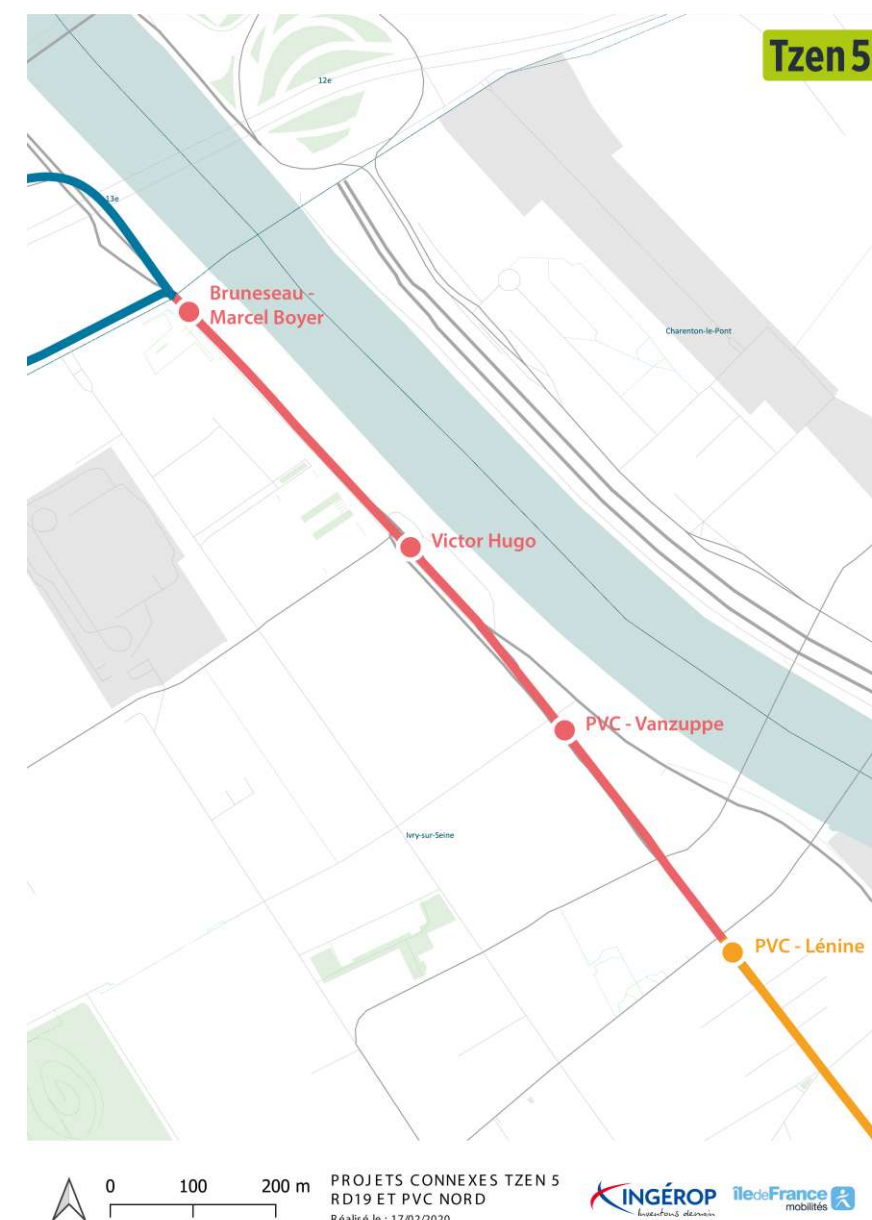 Tzen 5
12e
13e
Bruneseau -
Marcel Boyer
Charenton-le-Pont
Victor Hugo
PVC - Vanzuppe
Ivry-sur-Seine
PVC - Lénine
0 100 200 m
PROJETS CONNEXES TZEN 5
RD19 ET PVC NORD
Réalisé le : 17/02/2020
INGÉROP
Inventons demain
îledeFrance
mobilités